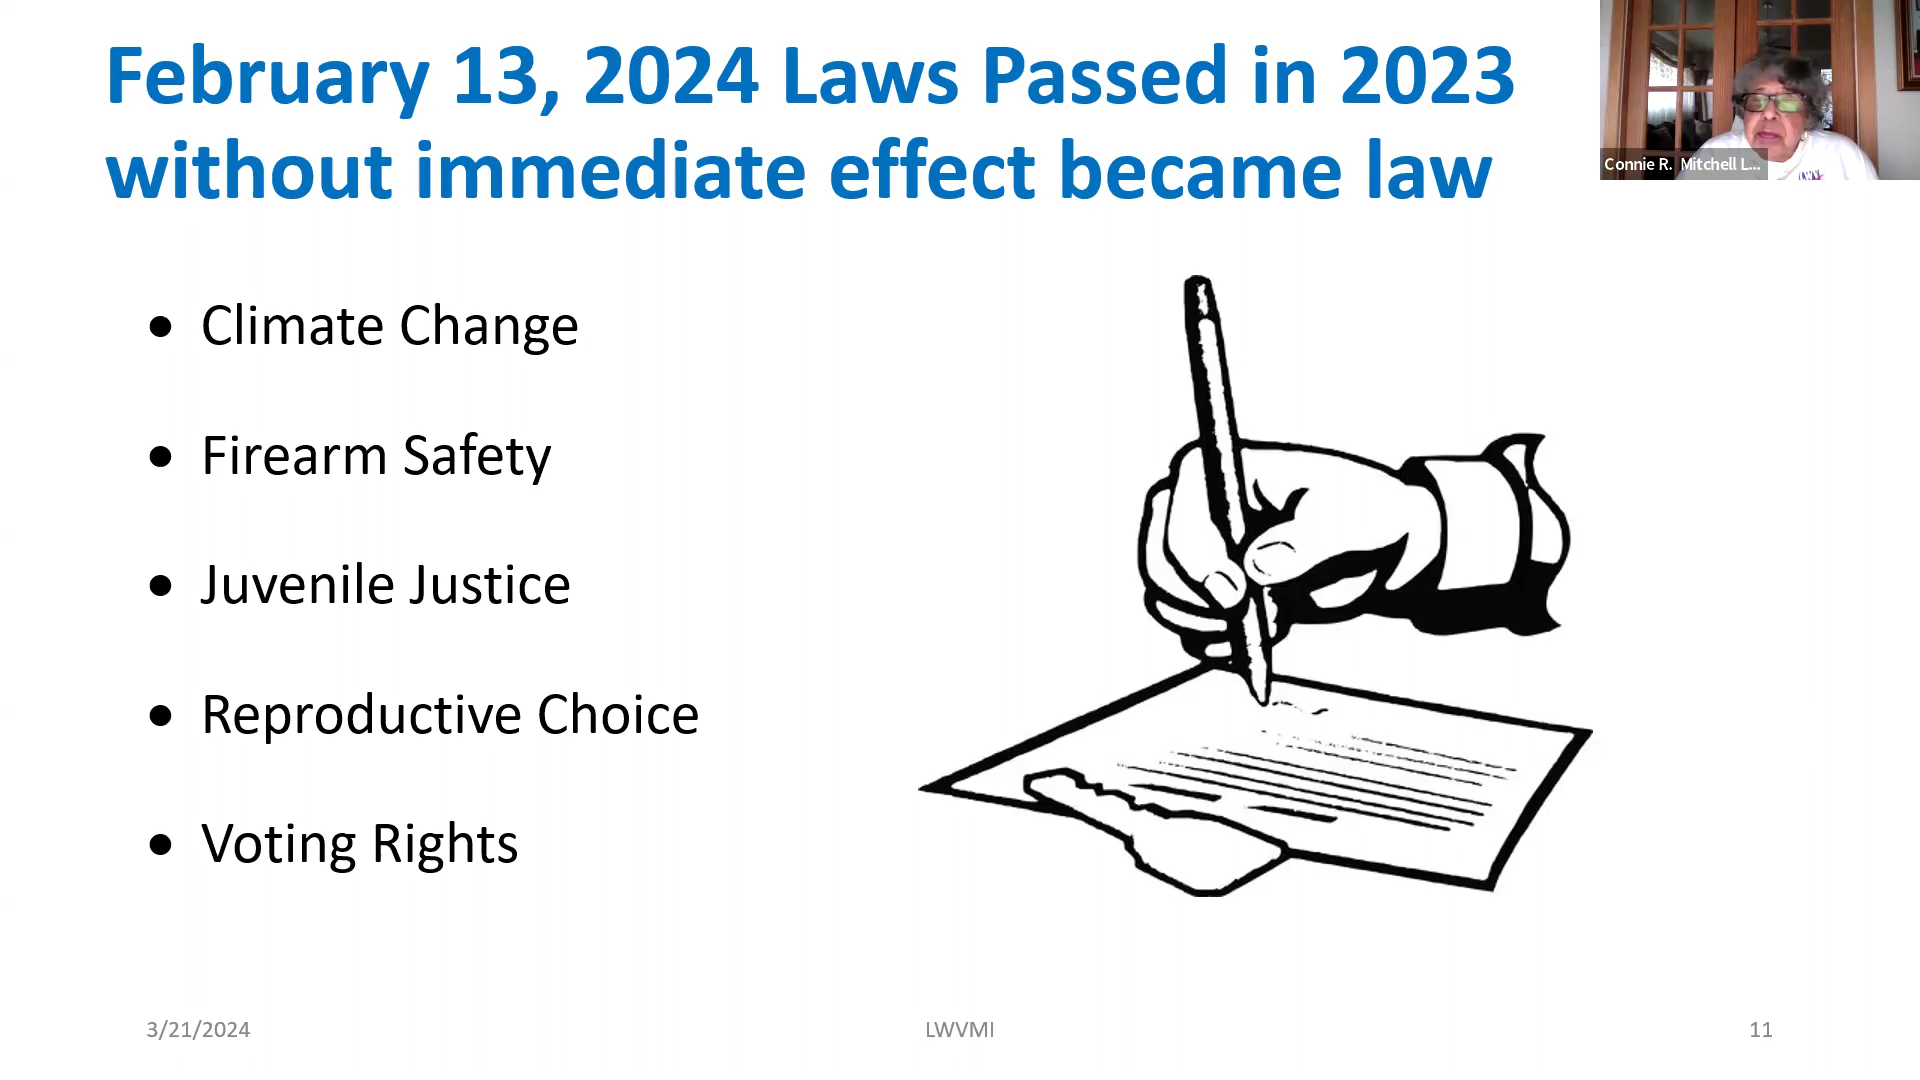 February 13, 2024 Laws Passed in 2023
without immediate effect became law
Connie R. Mitchell L...
• Climate Change
• Firearm Safety
• Juvenile Justice
• Reproductive Choice
• Voting Rights
3/21/2024
LWVMI
11